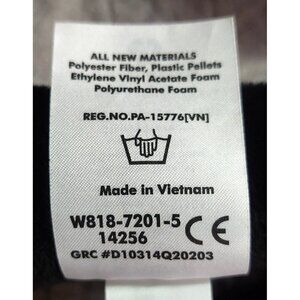 ALL NEW MATERIALS
Polyester Fiber, Plastic Pellets
Ethylene Vinyl Acetate Foam
Polyurethane Foam
REG.NO.PA-15776[VN]
Made in Vietnam
W818-7201-5 CE
14256
GRC #D10314Q20203